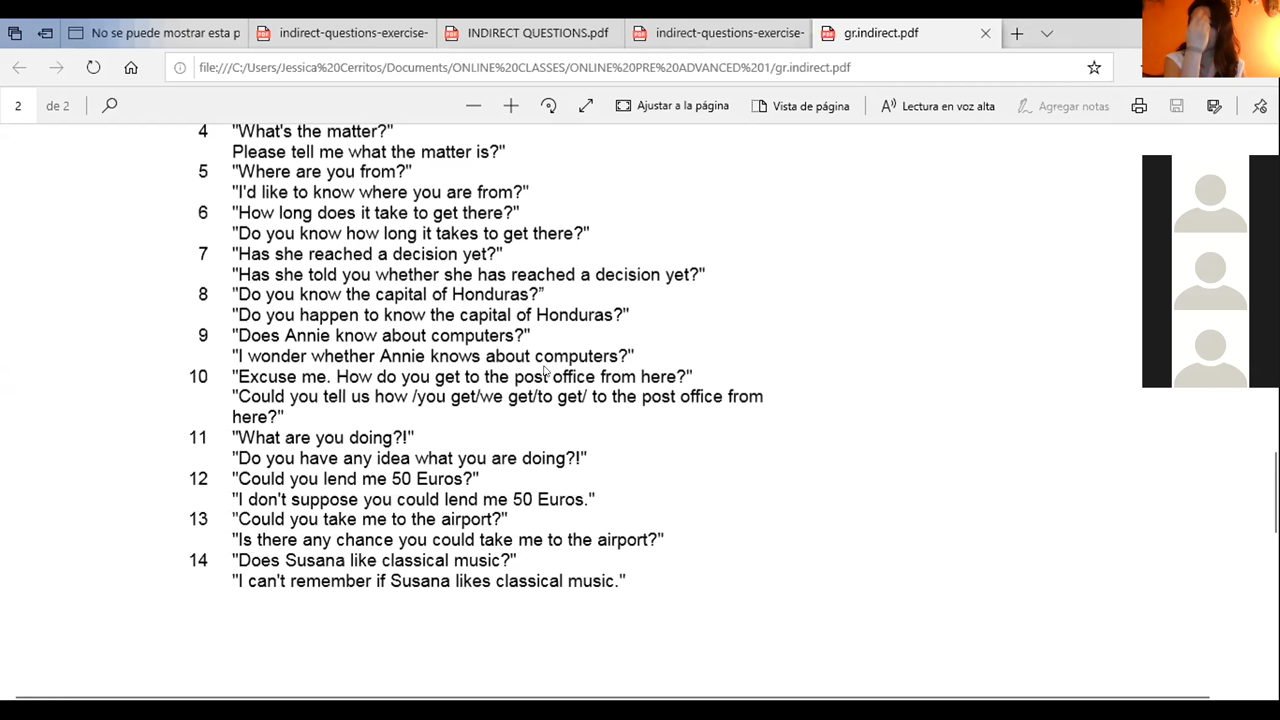 No se puede mostrar esta p
indirect-questions-exercise-
INDIRECT QUESTIONS.pdf
indirect-questions-exercise-
gr.indirect.pdf
file:///C:/Users/Jessica%20Cerritos/Documents/ONLINE%20CLASSES/ONLINE%20PRE%20ADVANCED%201/gr.indirect.pdf
2 de 2
Ajustar a la página
Vista de página
Lectura en voz alta
Agregar notas
4 "What's the matter?"
Please tell me what the matter is?"
5 "Where are you from?"
"I'd like to know where you are from?"
6 "How long does it take to get there?"
"Do you know how long it takes to get there?"
7 "Has she reached a decision yet?"
"Has she told you whether she has reached a decision yet?"
8 "Do you know the capital of Honduras?”
"Do you happen to know the capital of Honduras?"
9 "Does Annie know about computers?"
"I wonder whether Annie knows about computers?"
10 "Excuse me. How do you get to the post office from here?"
"Could you tell us how /you get/we get/to get/ to the post office from
here?"
11 "What are you doing?!"
"Do you have any idea what you are doing?!"
12 "Could you lend me 50 Euros?"
"I don't suppose you could lend me 50 Euros."
13 "Could you take me to the airport?"
"Is there any chance you could take me to the airport?"
14 "Does Susana like classical music?"
"I can't remember if Susana likes classical music."